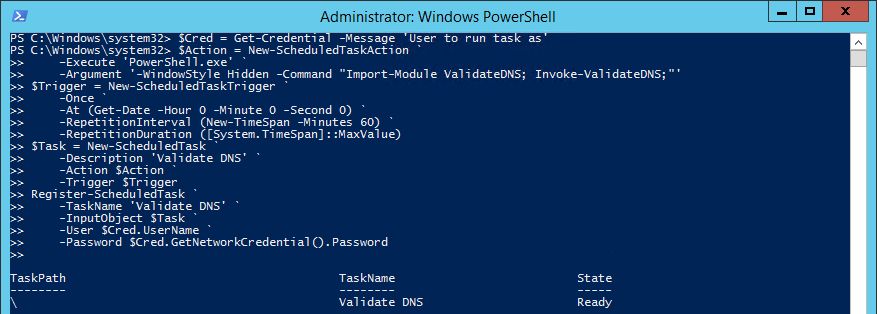 Administrator: Windows PowerShell
PS C:\Windows\system32> $Cred = Get-Credential -Message 'User to run task as'
PS C:\Windows\system32> $Action = New-ScheduledTaskAction `
>>     -Execute 'PowerShell.exe' `
>>     -Argument '-WindowStyle Hidden -Command "Import-Module ValidateDNS; Invoke-ValidateDNS;"'
>> $Trigger = New-ScheduledTaskTrigger `
>>     -Once `
>>     -At (Get-Date -Hour 0 -Minute 0 -Second 0) `
>>     -RepetitionInterval (New-TimeSpan -Minutes 60) `
>>     -RepetitionDuration ([System.TimeSpan]::MaxValue)
>> $Task = New-ScheduledTask `
>>     -Description 'Validate DNS' `
>>     -Action $Action `
>>     -Trigger $Trigger
>> Register-ScheduledTask `
>>     -TaskName 'Validate DNS' `
>>     -InputObject $Task `
>>     -User $Cred.UserName `
>>     -Password $Cred.GetNetworkCredential().Password
>>
TaskPath                                       TaskName                          State
--------                                       --------                          -----
\                                              Validate DNS                      Ready